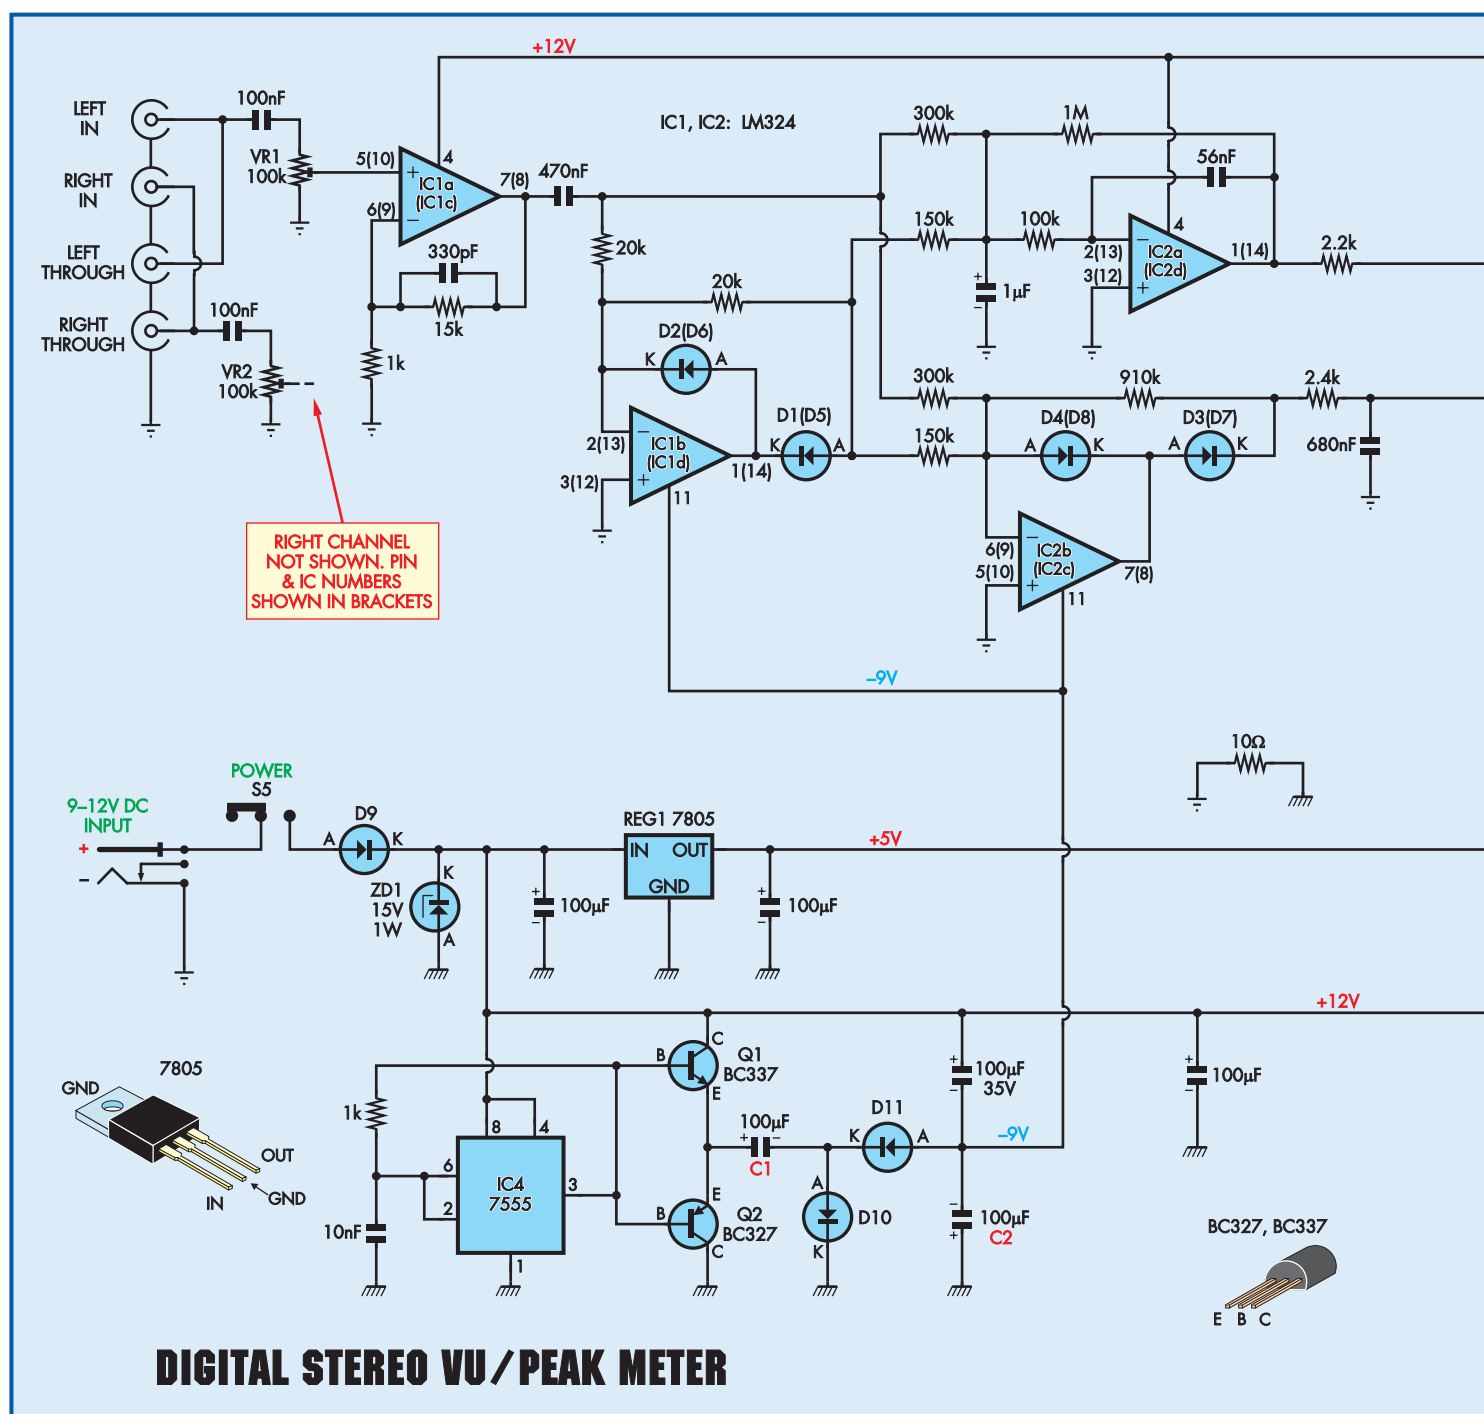 +12V
LEFT
IN
100nF
RIGHT
IN
VR1
100k
LEFT
THROUGH
RIGHT
THROUGH
100nF
VR2
100k
5(10)
4
IC1a
(IC1c)
7(8)
6(9)
+
–
470nF
330pF
15k
1k
IC1, IC2: LM324
20k
20k
D2(D6)
K
A
2(13)
3(12)
IC1b
(IC1d)
–
+
1(14)
11
D1(D5)
K
A
300k
1M
56nF
150k
100k
2(13)
3(12)
4
IC2a
(IC2d)
–
+
1(14)
2.2k
+
1µF
–
300k
910k
2.4k
150k
D4(D8)
A
K
D3(D7)
A
K
680nF
6(9)
5(10)
IC2b
(IC2c)
–
+
7(8)
11
RIGHT CHANNEL
NOT SHOWN. PIN
& IC NUMBERS
SHOWN IN BRACKETS
–9V
10Ω
POWER
S5
9–12V DC
INPUT
+
–
D9
A
K
ZD1
15V
1W
K
A
+
100µF
–
REG1 7805
IN
OUT
GND
+
100µF
–
+5V
+12V
7805
GND
OUT
GND
IN
1k
10nF
8
4
6
2
3
1
IC4
7555
B
C
E
Q1
BC337
B
E
C
Q2
BC327
100µF
+
–
C1
D11
K
A
A
D10
K
+
100µF
35V
–
–9V
–
100µF
+
C2
+
100µF
–
BC327, BC337
E B C
DIGITAL STEREO VU/PEAK METER